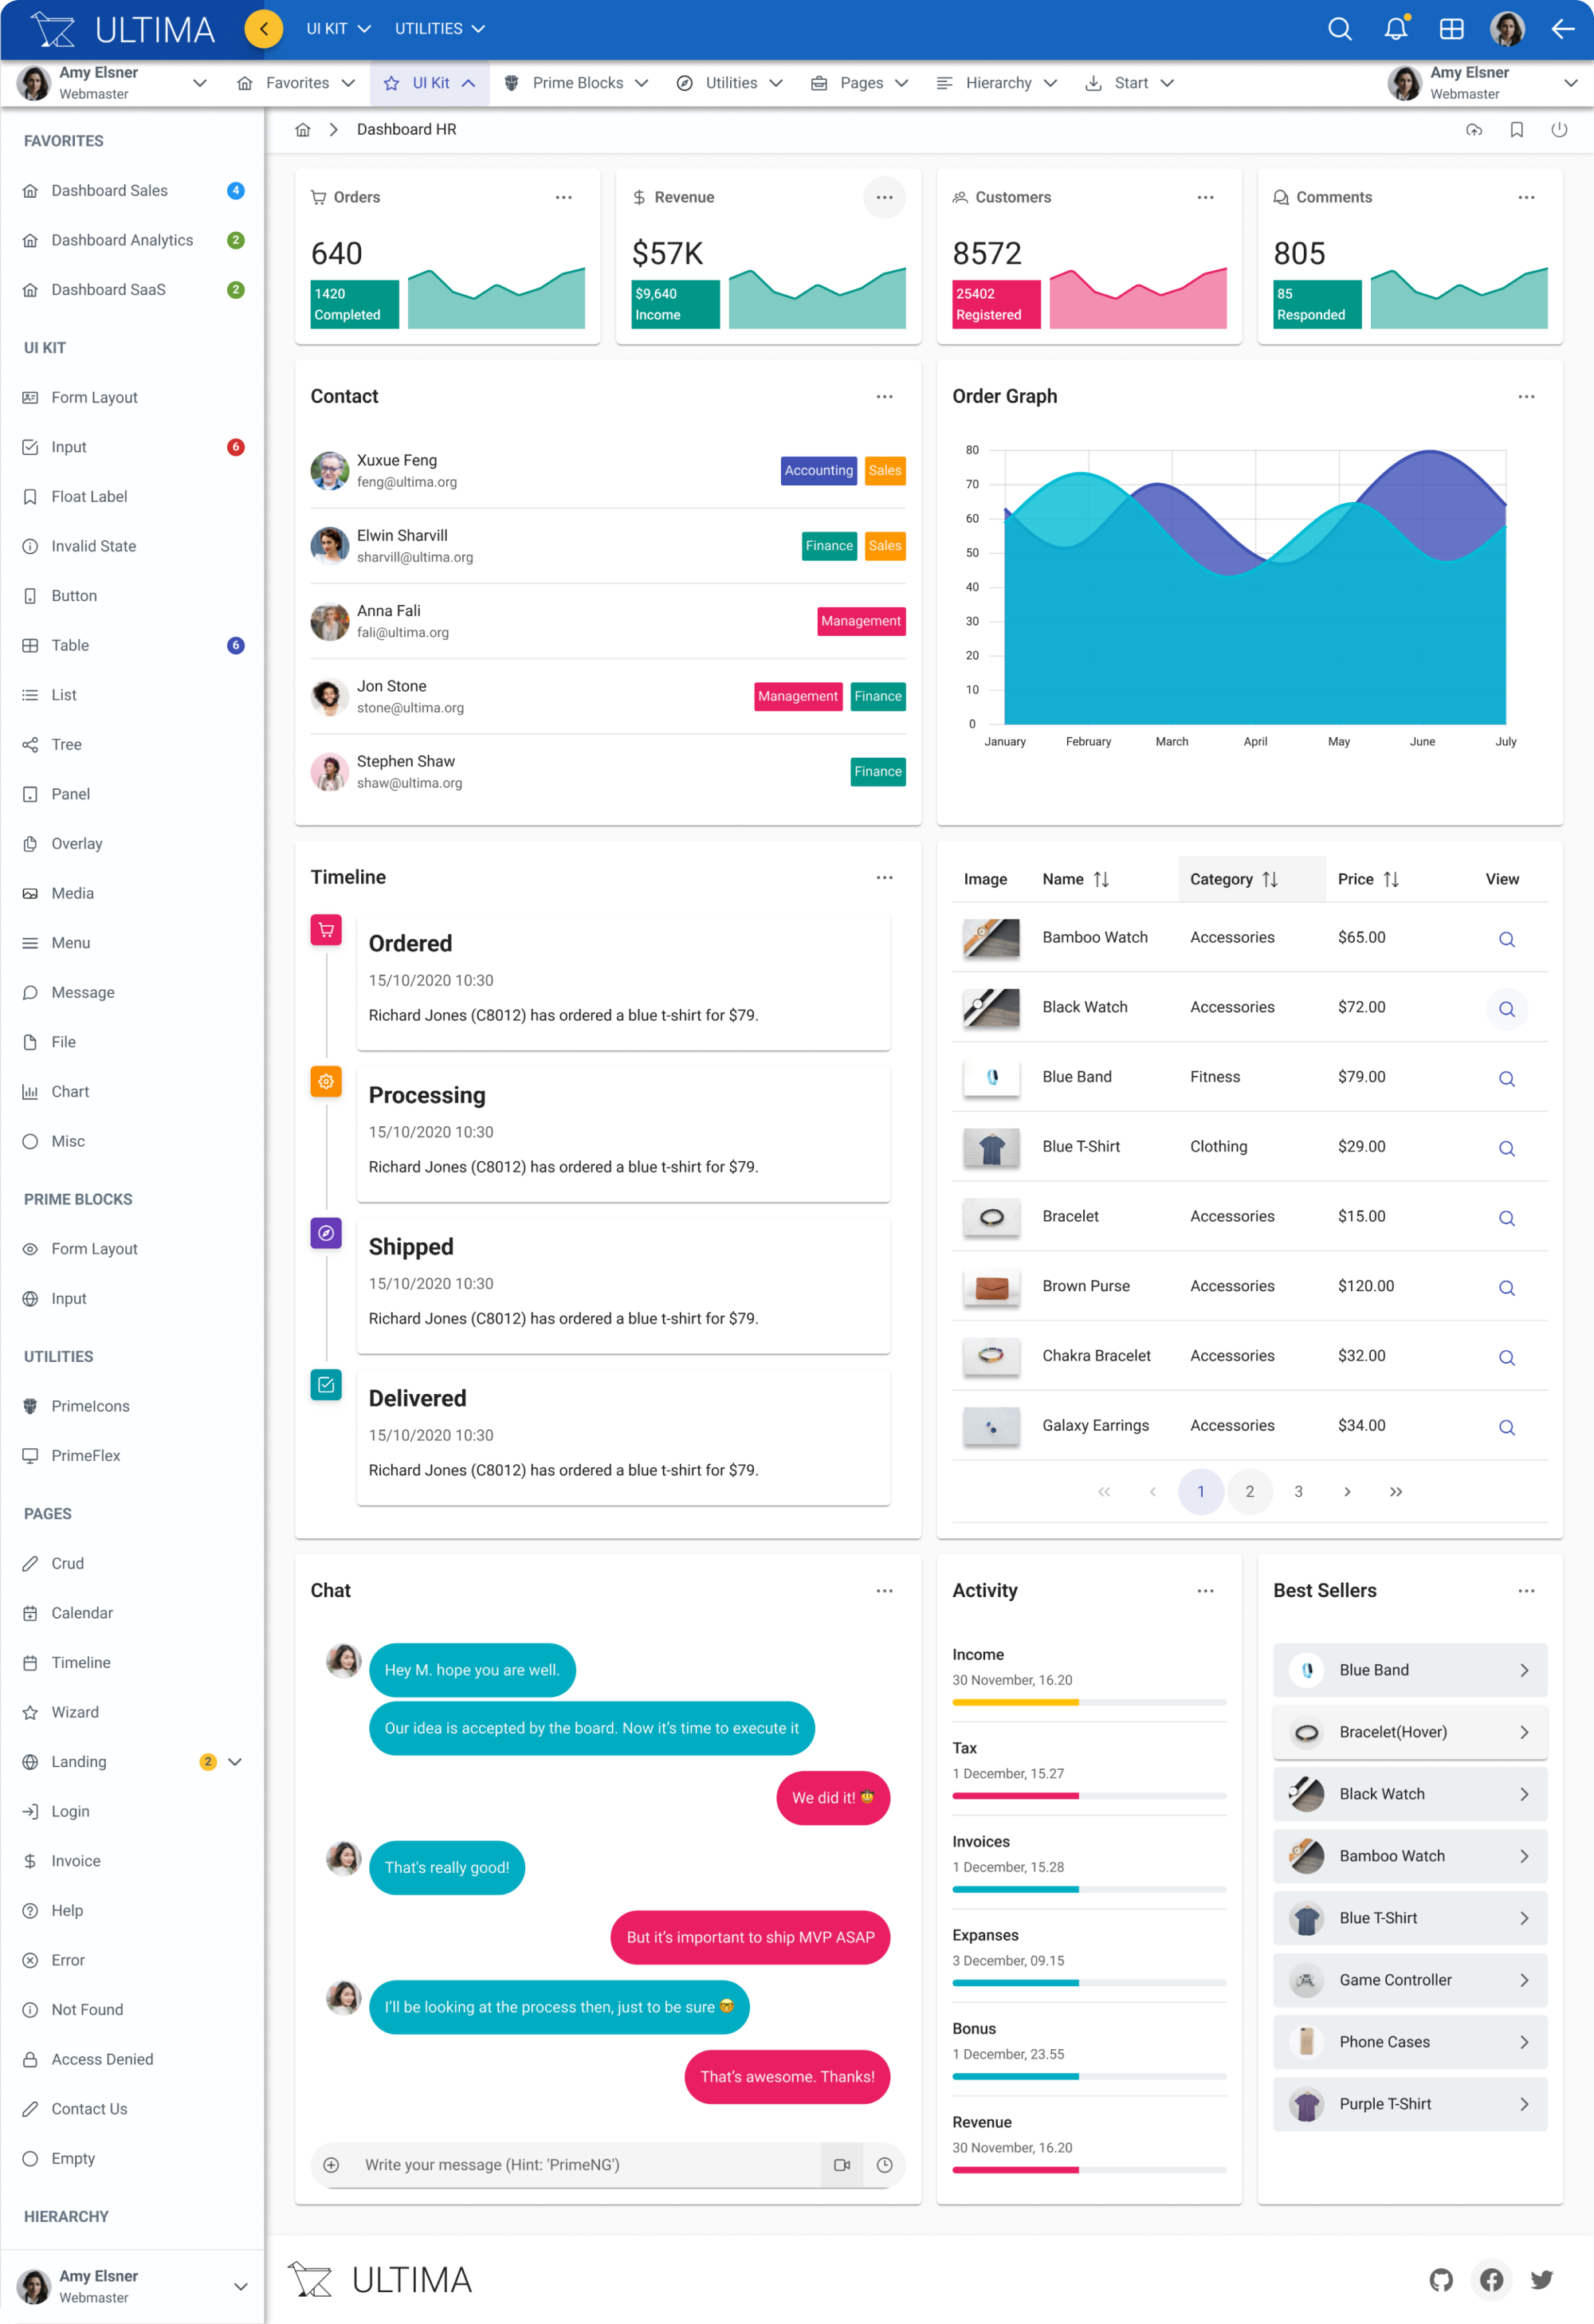 ULTIMA
UI KIT
UTILITIES
Amy Elsner
Webmaster
Favorites
UI Kit
Prime Blocks
Utilities
Pages
Hierarchy
Start
Amy Elsner
Webmaster
FAVORITES
Dashboard Sales 4
Dashboard Analytics 2
Dashboard SaaS 2
UI KIT
Form Layout
Input 6
Float Label
Invalid State
Button
Table 6
List
Tree
Panel
Overlay
Media
Menu
Message
File
Chart
Misc
PRIME BLOCKS
Form Layout
Input
UTILITIES
PrimeIcons
PrimeFlex
PAGES
Crud
Calendar
Timeline
Wizard
Landing 2
Login
Invoice
Help
Error
Not Found
Access Denied
Contact Us
Empty
HIERARCHY
Amy Elsner
Webmaster
Dashboard HR
Orders
640
1420
Completed
Revenue
$57K
$9,640
Income
Customers
8572
25402
Registered
Comments
805
85
Responded
Contact
Xuxue Feng
feng@ultima.org
Accounting Sales
Elwin Sharvill
sharvill@ultima.org
Finance Sales
Anna Fali
fali@ultima.org
Management
Jon Stone
stone@ultima.org
Management Finance
Stephen Shaw
shaw@ultima.org
Finance
Order Graph
80
70
60
50
40
30
20
10
0
January February March April May June July
Timeline
Ordered
15/10/2020 10:30
Richard Jones (C8012) has ordered a blue t-shirt for $79.
Processing
15/10/2020 10:30
Richard Jones (C8012) has ordered a blue t-shirt for $79.
Shipped
15/10/2020 10:30
Richard Jones (C8012) has ordered a blue t-shirt for $79.
Delivered
15/10/2020 10:30
Richard Jones (C8012) has ordered a blue t-shirt for $79.
Image Name Category Price View
Bamboo Watch Accessories $65.00
Black Watch Accessories $72.00
Blue Band Fitness $79.00
Blue T-Shirt Clothing $29.00
Bracelet Accessories $15.00
Brown Purse Accessories $120.00
Chakra Bracelet Accessories $32.00
Galaxy Earrings Accessories $34.00
1 2 3
Chat
Hey M. hope you are well.
Our idea is accepted by the board. Now it’s time to execute it
We did it! 🤠
That's really good!
But it’s important to ship MVP ASAP
I’ll be looking at the process then, just to be sure 🤓
That’s awesome. Thanks!
Write your message (Hint: 'PrimeNG')
Activity
Income
30 November, 16.20
Tax
1 December, 15.27
Invoices
1 December, 15.28
Expanses
3 December, 09.15
Bonus
1 December, 23.55
Revenue
30 November, 16.20
Best Sellers
Blue Band
Bracelet(Hover)
Black Watch
Bamboo Watch
Blue T-Shirt
Game Controller
Phone Cases
Purple T-Shirt
ULTIMA